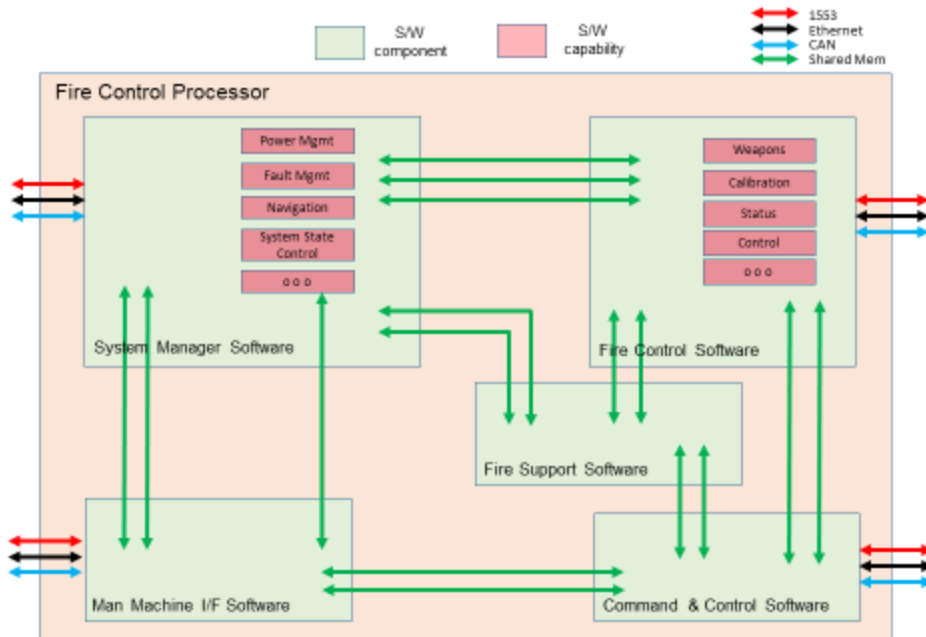 S/W
component
S/W
capability
1553
Ethernet
CAN
Shared Mem
Fire Control Processor
Power Mgmt
Fault Mgmt
Navigation
System State
Control
o o o
System Manager Software
Weapons
Calibration
Status
Control
o o o
Fire Control Software
Fire Support Software
Man Machine I/F Software
Command & Control Software